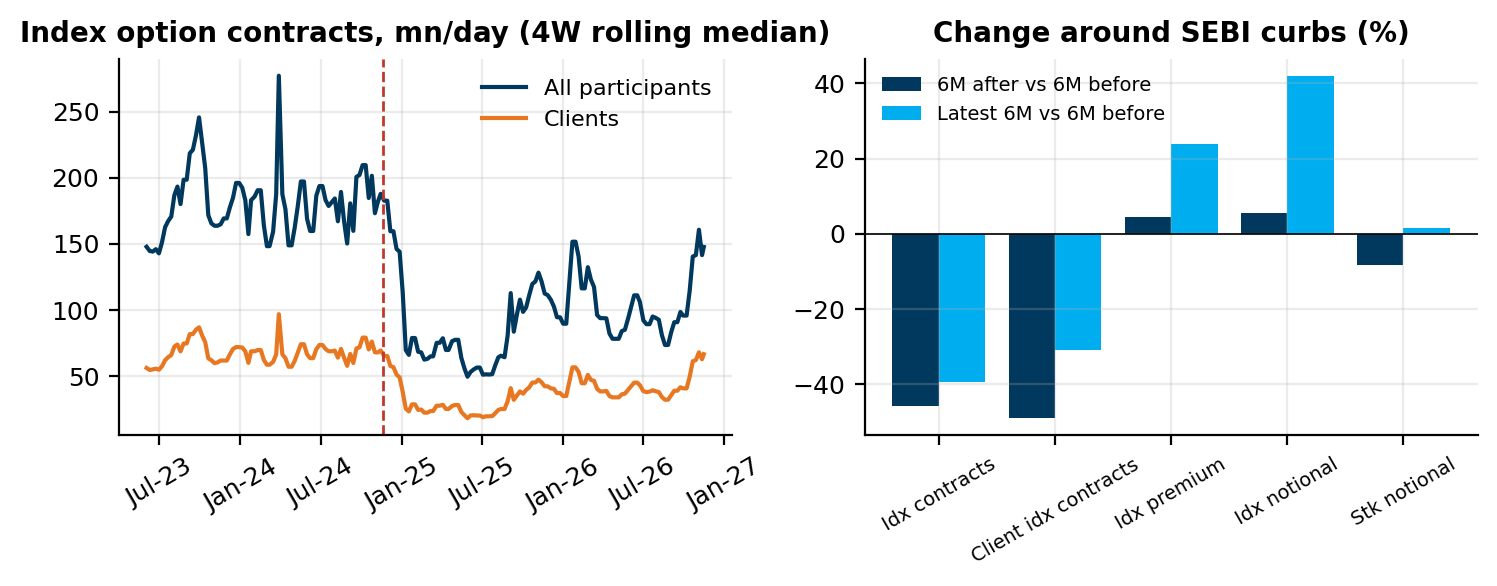 Index option contracts, mn/day (4W rolling median)
All participants
Clients
250
200
150
100
50
Jul-23
Jan-24
Jul-24
Jan-25
Jul-25
Jan-26
Jul-26
Jan-27
Change around SEBI curbs (%)
6M after vs 6M before
Latest 6M vs 6M before
40
20
0
−20
−40
Idx contracts
Client idx contracts
Idx premium
Idx notional
Stk notional